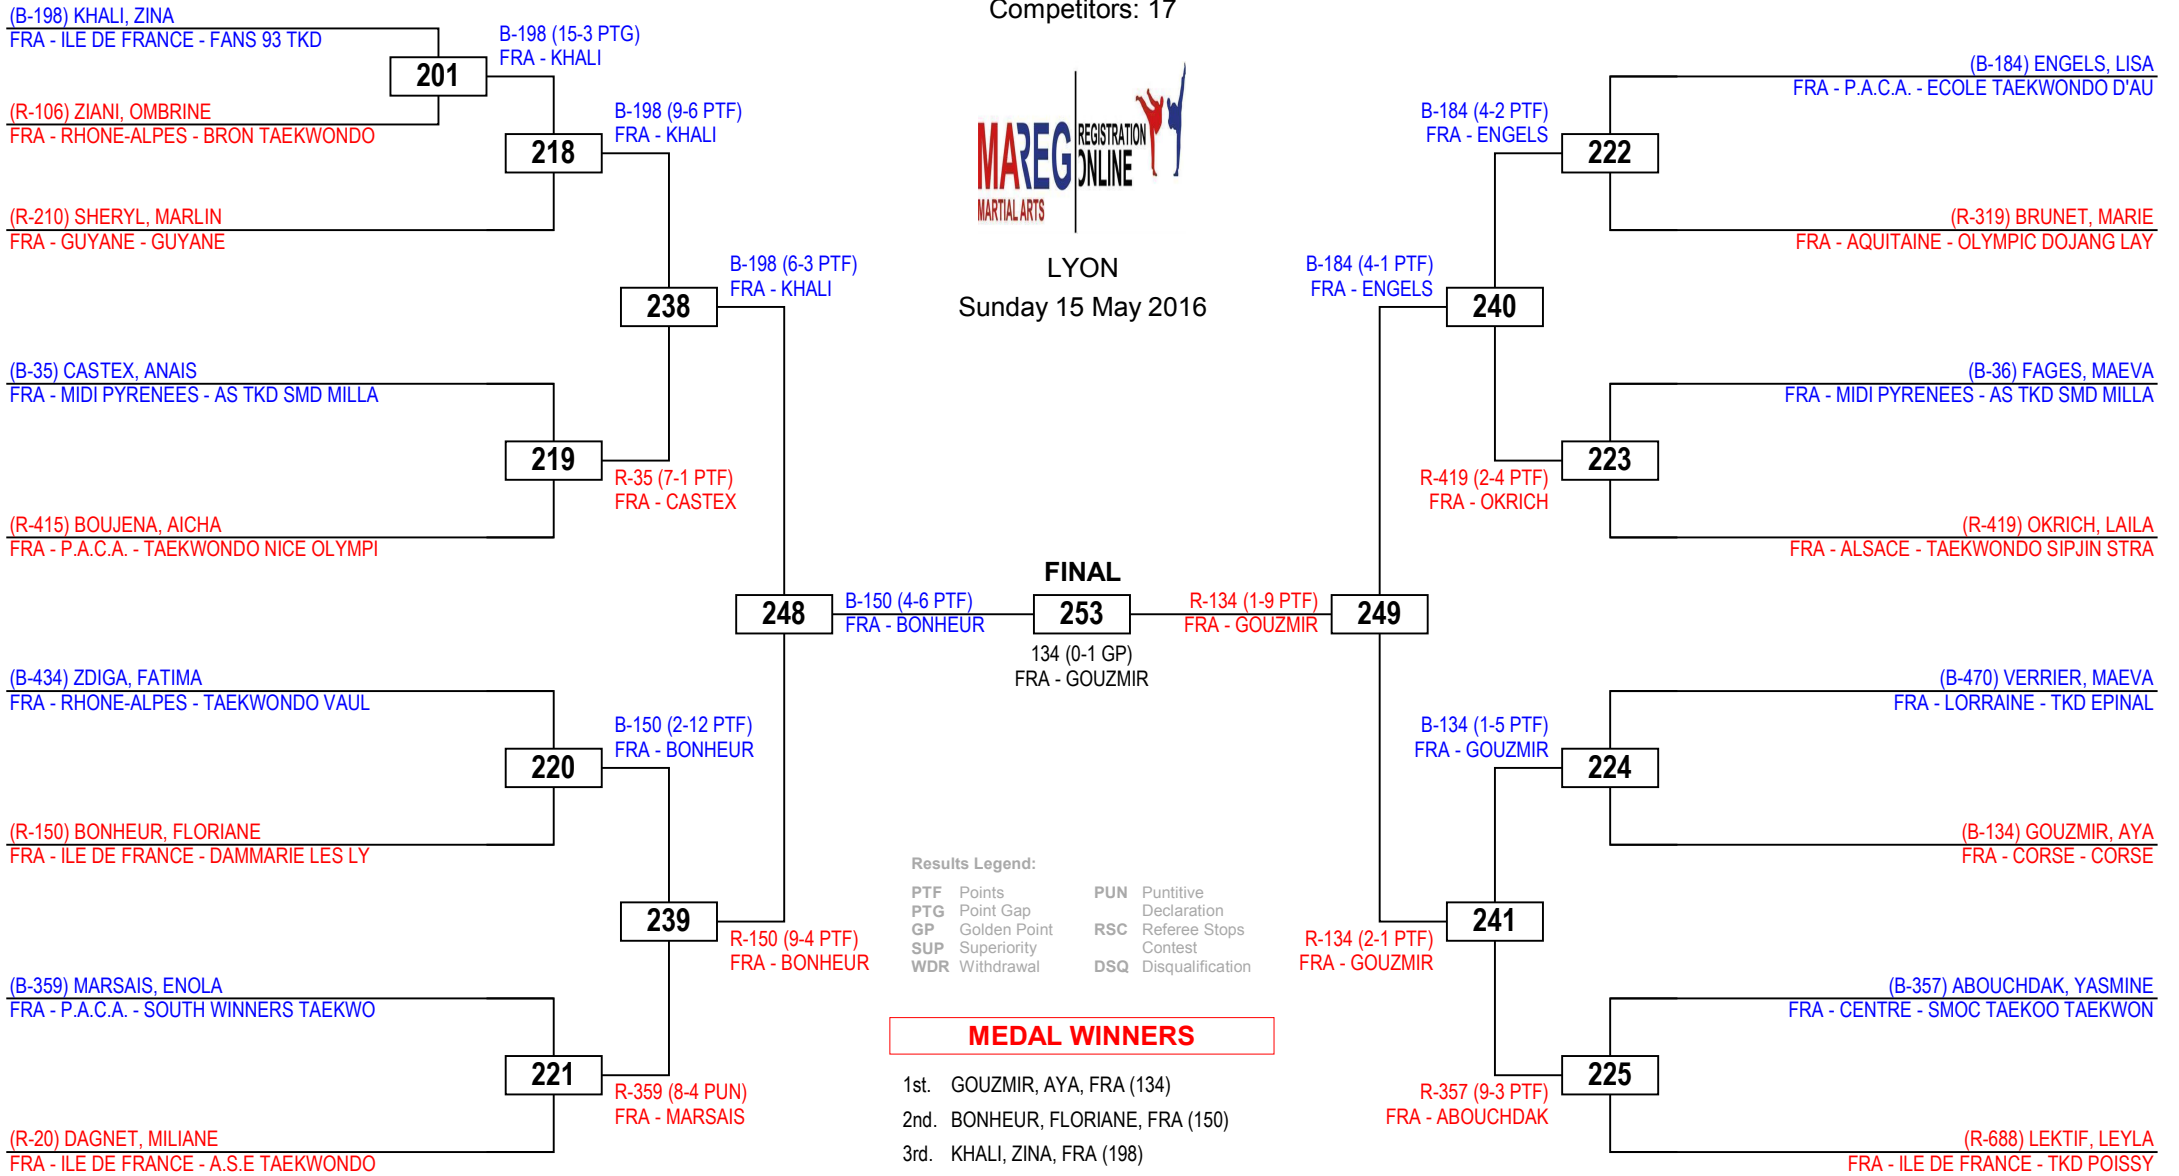 Competitors: 17
MAREG
MARTIAL ARTS
REGISTRATION
ONLINE
LYON
Sunday 15 May 2016
(B-198) KHALI, ZINA
FRA - ILE DE FRANCE - FANS 93 TKD
201
(R-106) ZIANI, OMBRINE
FRA - RHONE-ALPES - BRON TAEKWONDO
B-198 (15-3 PTG)
FRA - KHALI
218
(R-210) SHERYL, MARLIN
FRA - GUYANE - GUYANE
B-198 (9-6 PTF)
FRA - KHALI
238
B-198 (6-3 PTF)
FRA - KHALI
(B-35) CASTEX, ANAIS
FRA - MIDI PYRENEES - AS TKD SMD MILLA
219
R-35 (7-1 PTF)
FRA - CASTEX
(R-415) BOUJENA, AICHA
FRA - P.A.C.A. - TAEKWONDO NICE OLYMPI
248
B-150 (4-6 PTF)
FRA - BONHEUR
(B-434) ZDIGA, FATIMA
FRA - RHONE-ALPES - TAEKWONDO VAUL
220
B-150 (2-12 PTF)
FRA - BONHEUR
(R-150) BONHEUR, FLORIANE
FRA - ILE DE FRANCE - DAMMARIE LES LY
239
R-150 (9-4 PTF)
FRA - BONHEUR
(B-359) MARSAIS, ENOLA
FRA - P.A.C.A. - SOUTH WINNERS TAEKWO
221
R-359 (8-4 PUN)
FRA - MARSAIS
(R-20) DAGNET, MILIANE
FRA - ILE DE FRANCE - A.S.E TAEKWONDO
FINAL
253
134 (0-1 GP)
FRA - GOUZMIR
(B-184) ENGELS, LISA
FRA - P.A.C.A. - ECOLE TAEKWONDO D'AU
B-184 (4-2 PTF)
FRA - ENGELS
222
(R-319) BRUNET, MARIE
FRA - AQUITAINE - OLYMPIC DOJANG LAY
B-184 (4-1 PTF)
FRA - ENGELS
240
(B-36) FAGES, MAEVA
FRA - MIDI PYRENEES - AS TKD SMD MILLA
223
R-419 (2-4 PTF)
FRA - OKRICH
(R-419) OKRICH, LAILA
FRA - ALSACE - TAEKWONDO SIPJIN STRA
R-134 (1-9 PTF)
FRA - GOUZMIR
249
(B-470) VERRIER, MAEVA
FRA - LORRAINE - TKD EPINAL
B-134 (1-5 PTF)
FRA - GOUZMIR
224
(B-134) GOUZMIR, AYA
FRA - CORSE - CORSE
241
R-134 (2-1 PTF)
FRA - GOUZMIR
(B-357) ABOUCHDAK, YASMINE
FRA - CENTRE - SMOC TAEKOO TAEKWON
225
R-357 (9-3 PTF)
FRA - ABOUCHDAK
(R-688) LEKTIF, LEYLA
FRA - ILE DE FRANCE - TKD POISSY
Results Legend:
PTF Points
PTG Point Gap
GP Golden Point
SUP Superiority
WDR Withdrawal
PUN Puntitive
Declaration
RSC Referee Stops
Contest
DSQ Disqualification
MEDAL WINNERS
1st. GOUZMIR, AYA, FRA (134)
2nd. BONHEUR, FLORIANE, FRA (150)
3rd. KHALI, ZINA, FRA (198)